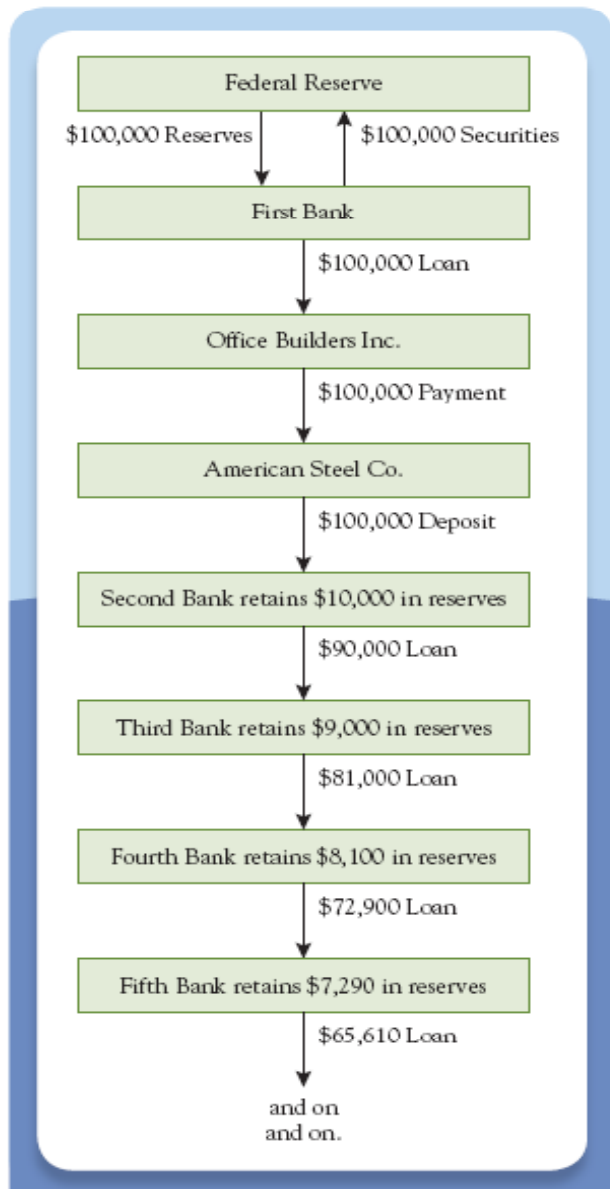 Federal Reserve
$100,000 Reserves
$100,000 Securities
First Bank
$100,000 Loan
Office Builders Inc.
$100,000 Payment
American Steel Co.
$100,000 Deposit
Second Bank retains $10,000 in reserves
$90,000 Loan
Third Bank retains $9,000 in reserves
$81,000 Loan
Fourth Bank retains $8,100 in reserves
$72,900 Loan
Fifth Bank retains $7,290 in reserves
$65,610 Loan
and on
and on.